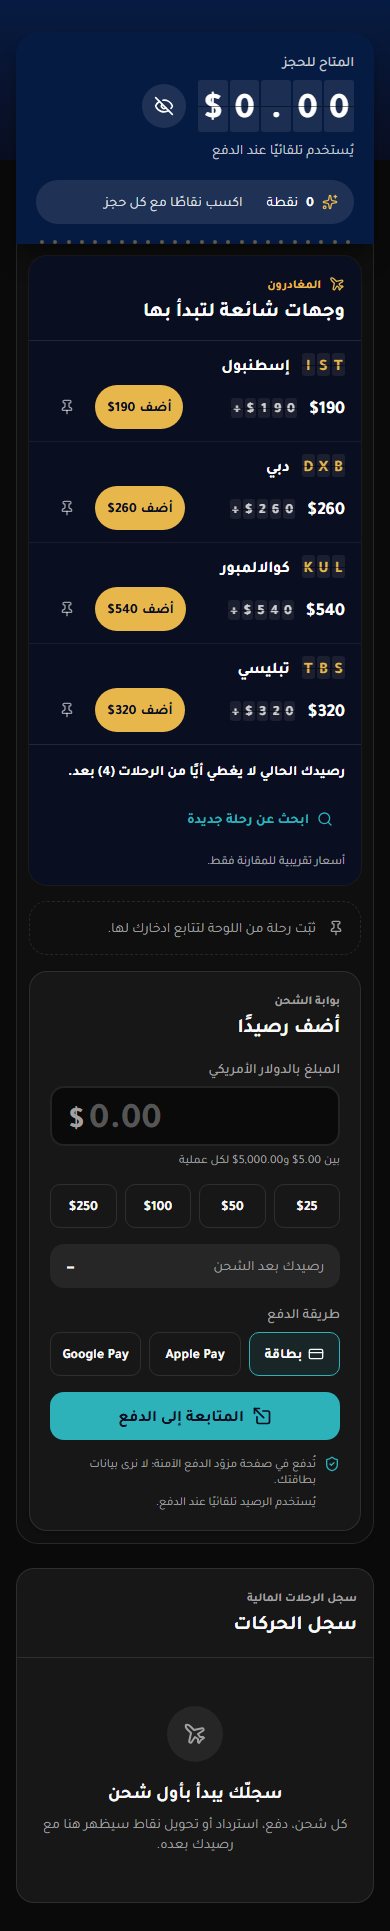 المتاح للحجز
$0.00
يُستخدم تلقائيًا عند الدفع
0 نقطة اكسب نقاطًا مع كل حجز
المغادرون
وجهات شائعة لتبدأ بها
IST إسطنبول
$190 +$190 أضف 190$
DXB دبي
$260 +$260 أضف 260$
KUL كوالالمبور
$540 +$540 أضف 540$
TBS تبليسي
$320 +$320 أضف 320$
رصيدك الحالي لا يغطي أيًا من الرحلات (4) بعد.
ابحث عن رحلة جديدة
أسعار تقريبية للمقارنة فقط.
ثبّت رحلة من اللوحة لتتابع ادخارك لها.
بوابة الشحن
أضف رصيدًا
المبلغ بالدولار الأمريكي
$ 0.00
بين 5.00$ و5,000.00$ لكل عملية
$25 $50 $100 $250
رصيدك بعد الشحن –
طريقة الدفع
بطاقة Apple Pay Google Pay
المتابعة إلى الدفع
تُدفع في صفحة مزوّد الدفع الآمنة؛ لا نرى بيانات
بطاقتك.
يُستخدم الرصيد تلقائيًا عند الدفع.
سجل الرحلات المالية
سجل الحركات
سجلّك يبدأ بأول شحن
كل شحن، دفع، استرداد أو تحويل نقاط سيظهر هنا مع
رصيدك بعده.